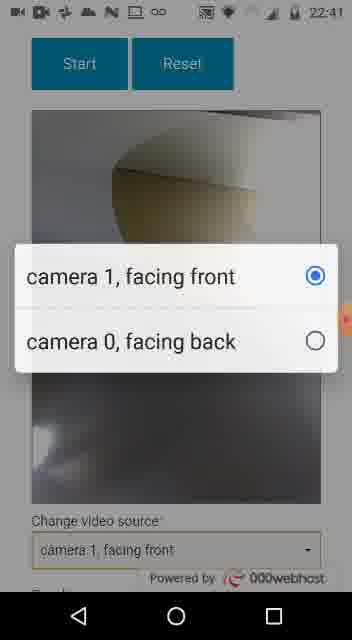 22:41
Start
Reset
camera 1, facing front
camera 0, facing back
Change video source:
camera 1, facing front
Powered by 000webhost